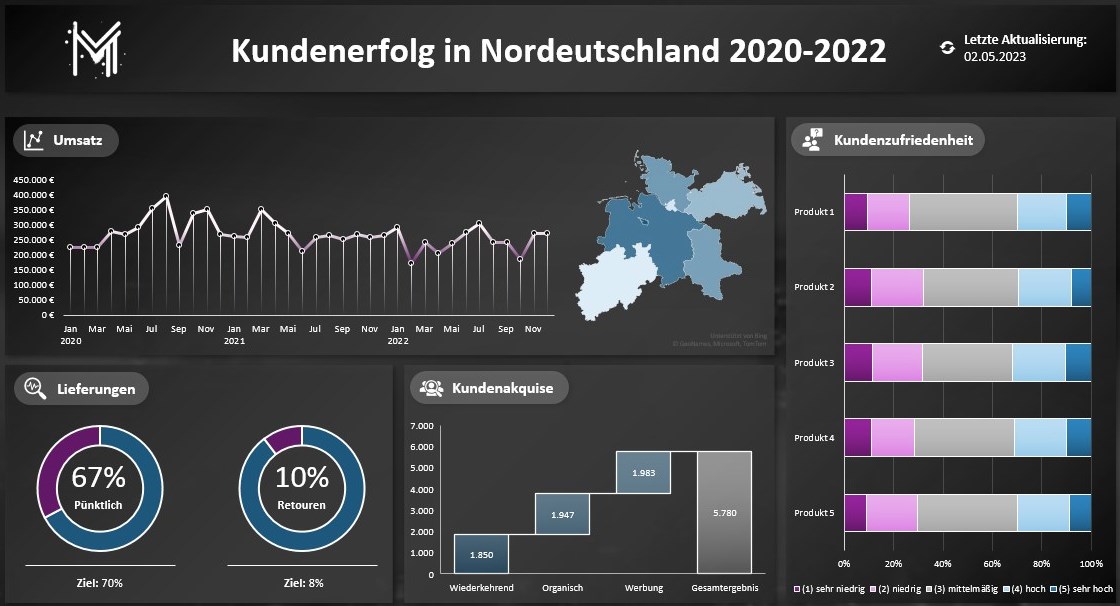 Kundenerfolg in Nordeutschland 2020-2022
Letzte Aktualisierung:
02.05.2023
Umsatz
450.000 €
400.000 €
350.000 €
300.000 €
250.000 €
200.000 €
150.000 €
100.000 €
50.000 €
0 €
Jan Mar Mai Jul Sep Nov Jan Mar Mai Jul Sep Nov Jan Mar Mai Jul Sep Nov
2020 2021 2022
Unterstützt von Bing
© GeoNames, Microsoft, TomTom
Kundenzufriedenheit
Produkt 1
Produkt 2
Produkt 3
Produkt 4
Produkt 5
0% 20% 40% 60% 80% 100%
(1) sehr niedrig (2) niedrig (3) mittelmäßig (4) hoch (5) sehr hoch
Lieferungen
67%
Pünktlich
Ziel: 70%
10%
Retouren
Ziel: 8%
Kundenakquise
7.000
6.000
5.000
4.000
3.000
2.000
1.000
0
1.850
1.947
1.983
5.780
Wiederkehrend Organisch Werbung Gesamtergebnis